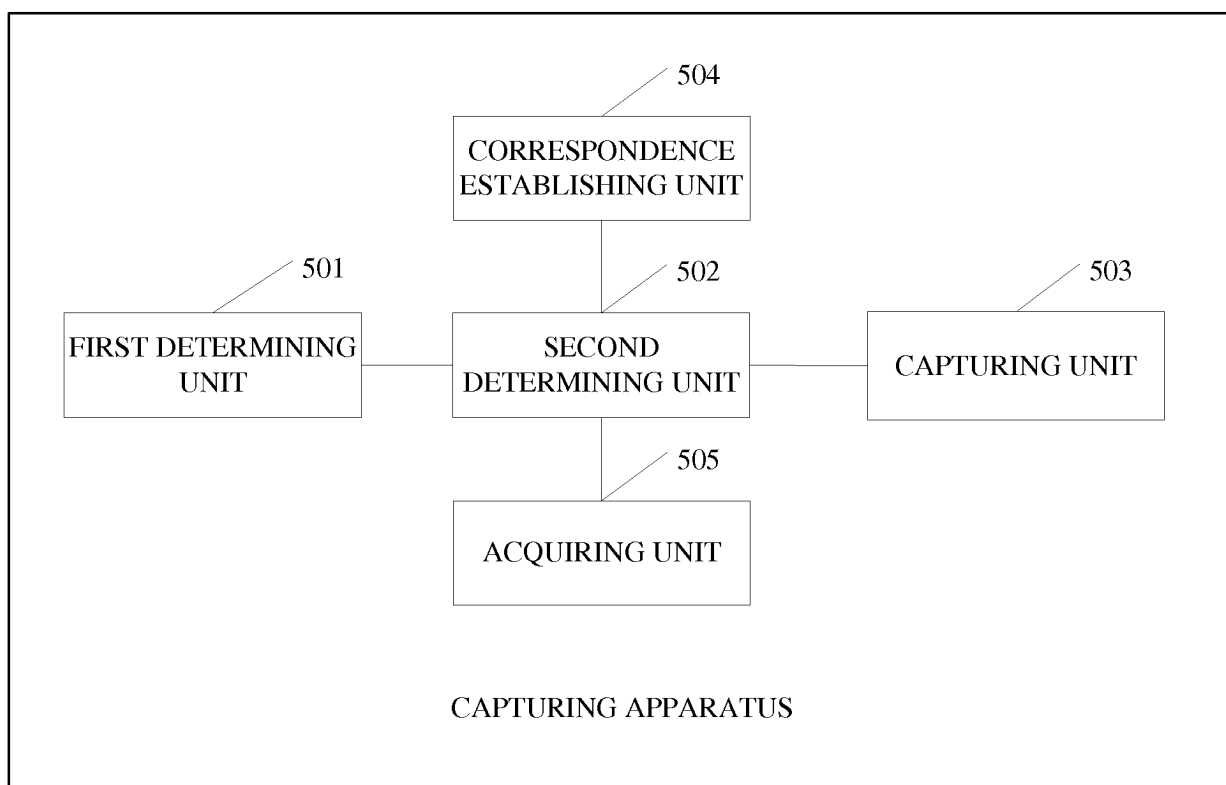 504
CORRESPONDENCE
ESTABLISHING UNIT
501
502
503
FIRST DETERMINING
UNIT
SECOND
DETERMINING UNIT
CAPTURING UNIT
505
ACQUIRING UNIT
CAPTURING APPARATUS